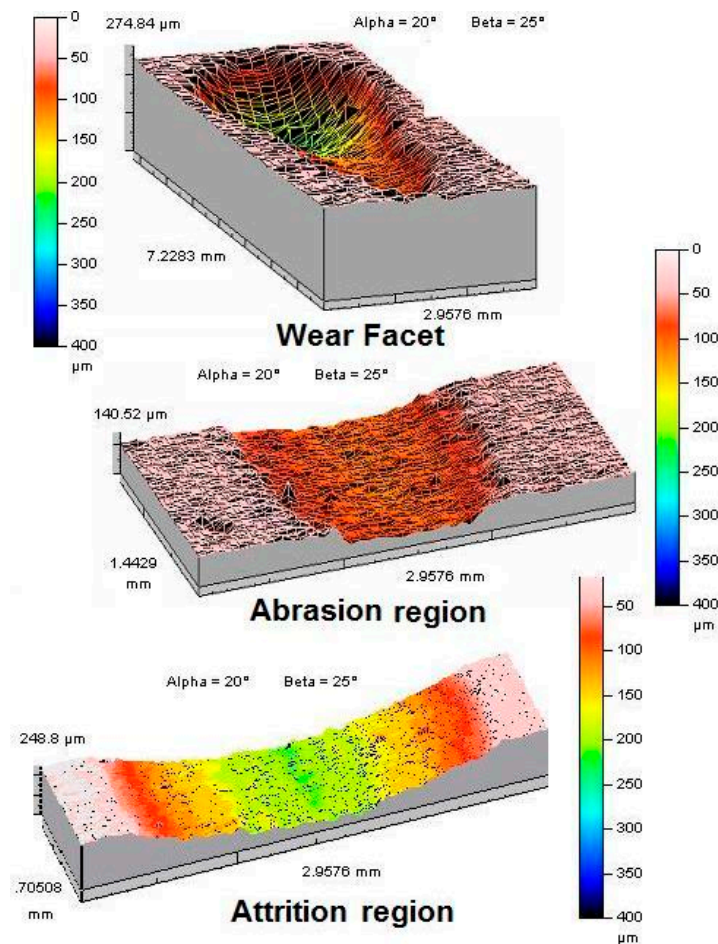 0
50
100
150
200
250
300
350
400
µm
274.84 µm
Alpha = 20° Beta = 25°
7.2283 mm
2.9576 mm
Wear Facet
0
50
100
150
200
250
300
350
400
µm
Alpha = 20° Beta = 25°
140.52 µm
1.4429
mm
2.9576 mm
Abrasion region
50
100
150
200
250
300
350
400
µm
Alpha = 20° Beta = 25°
248.8 µm
.70508
mm
2.9576 mm
Attrition region